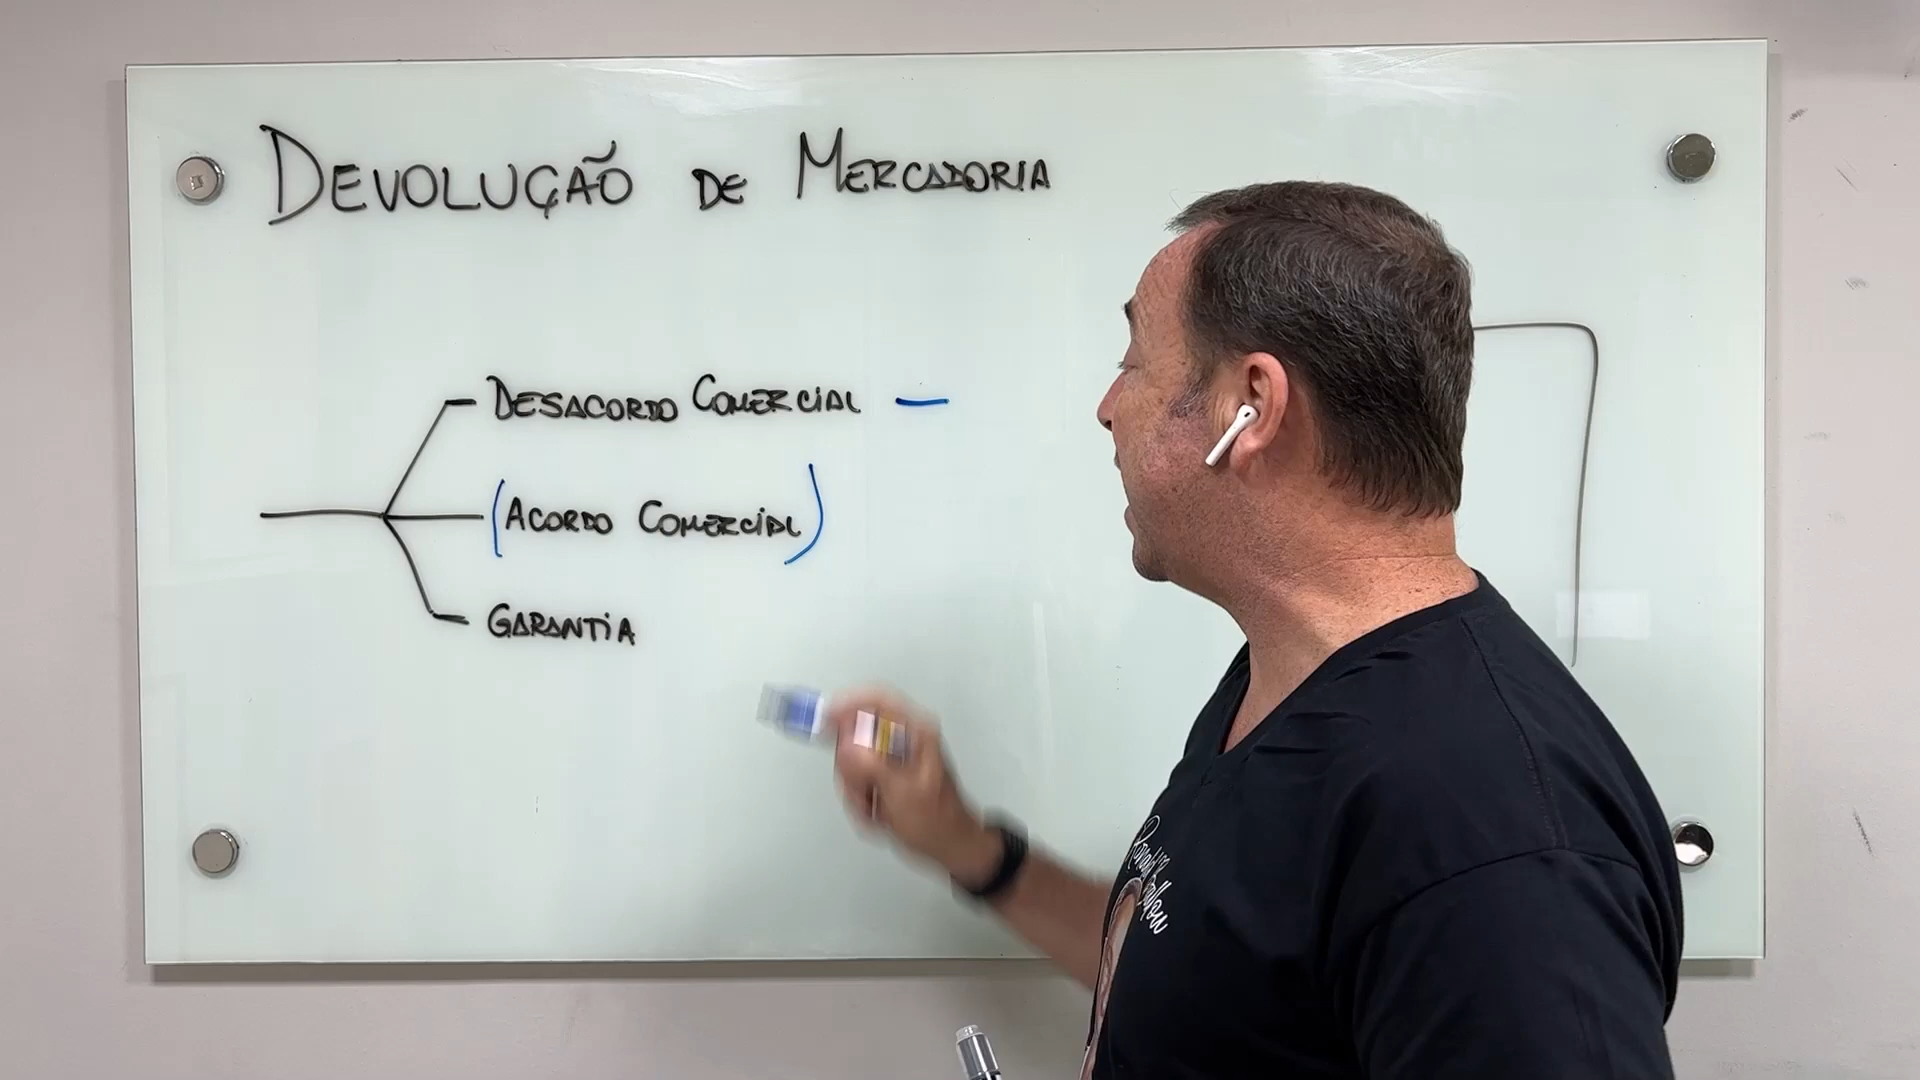 DEVOLUÇÃO DE MERCADORIA
DESACORDO COMERCIAL —
(ACORDO COMERCIAL)
GARANTIA